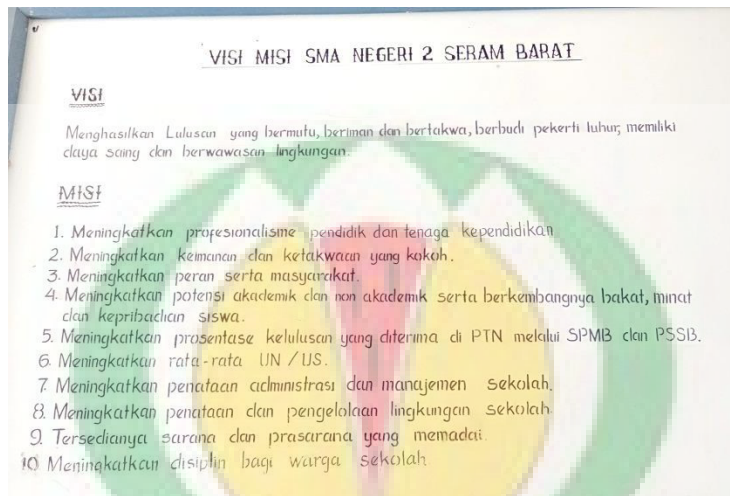 VISI MISI SMA NEGERI 2 SERAM BARAT
VISI
Menghasilkan Lulusan yang bermutu, beriman dan bertakwa, berbudi pekerti luhur, memiliki
daya saing dan berwawasan lingkungan.
MISI
1. Meningkatkan profesionalisme pendidik dan tenaga kependidikan
2. Meningkatkan keimanan dan ketakwaan yang kokoh.
3. Meningkatkan peran serta masyarakat.
4. Meningkatkan potensi akademik dan non akademik serta berkembangnya bakat, minat
dan kepribadian siswa.
5. Meningkatkan prosentase kelulusan yang diterima di PTN melalui SPMB dan PSSB.
6. Meningkatkan rata-rata UN / US.
7. Meningkatkan penataan administrasi dan manajemen sekolah.
8. Meningkatkan penataan dan pengelolaan lingkungan sekolah
9. Tersedianya sarana dan prasarana yang memadai.
10 Meningkatkan disiplin bagi warga sekolah